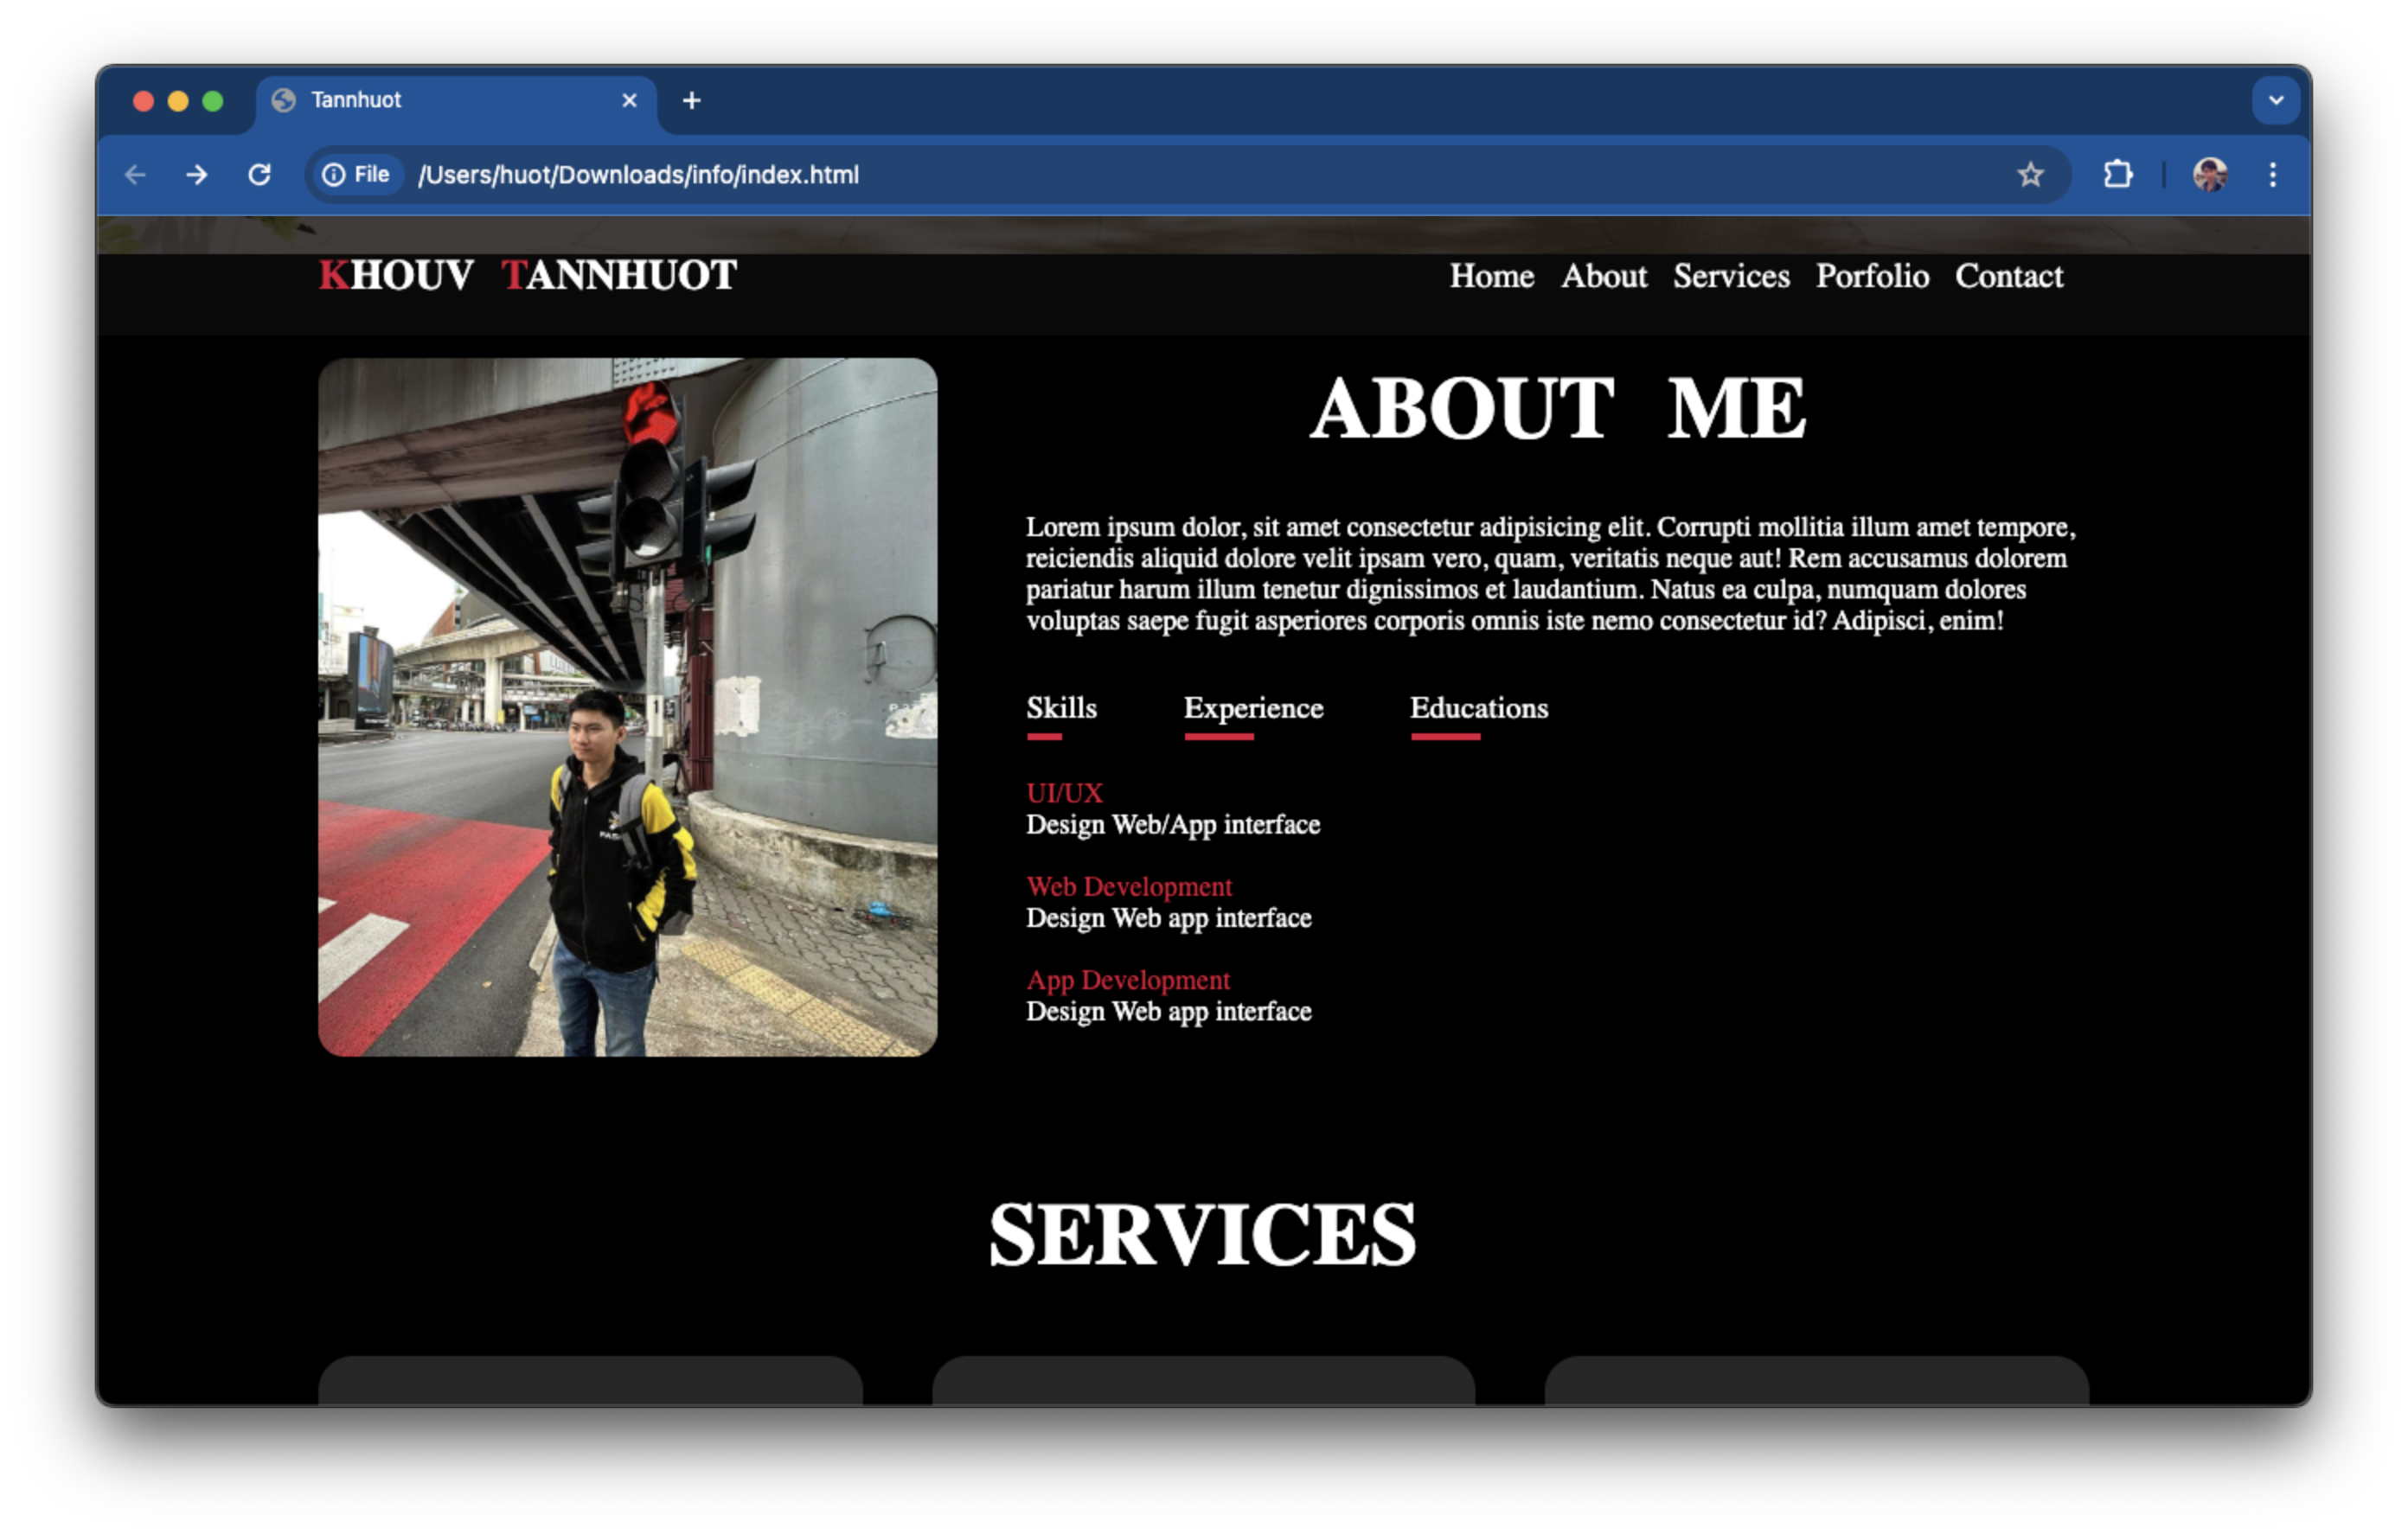 Tannhuot
File /Users/huot/Downloads/info/index.html
KHOUV TANNHUOT
Home About Services Porfolio Contact
ABOUT ME
Lorem ipsum dolor, sit amet consectetur adipisicing elit. Corrupti mollitia illum amet tempore,
reiciendis aliquid dolore velit ipsam vero, quam, veritatis neque aut! Rem accusamus dolorem
pariatur harum illum tenetur dignissimos et laudantium. Natus ea culpa, numquam dolores
voluptas saepe fugit asperiores corporis omnis iste nemo consectetur id? Adipisci, enim!
Skills Experience Educations
UI/UX
Design Web/App interface
Web Development
Design Web app interface
App Development
Design Web app interface
SERVICES